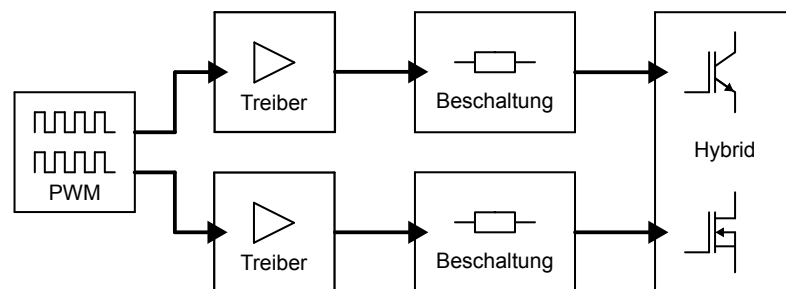 Treiber
Beschaltung
PWM
Hybrid
Treiber
Beschaltung